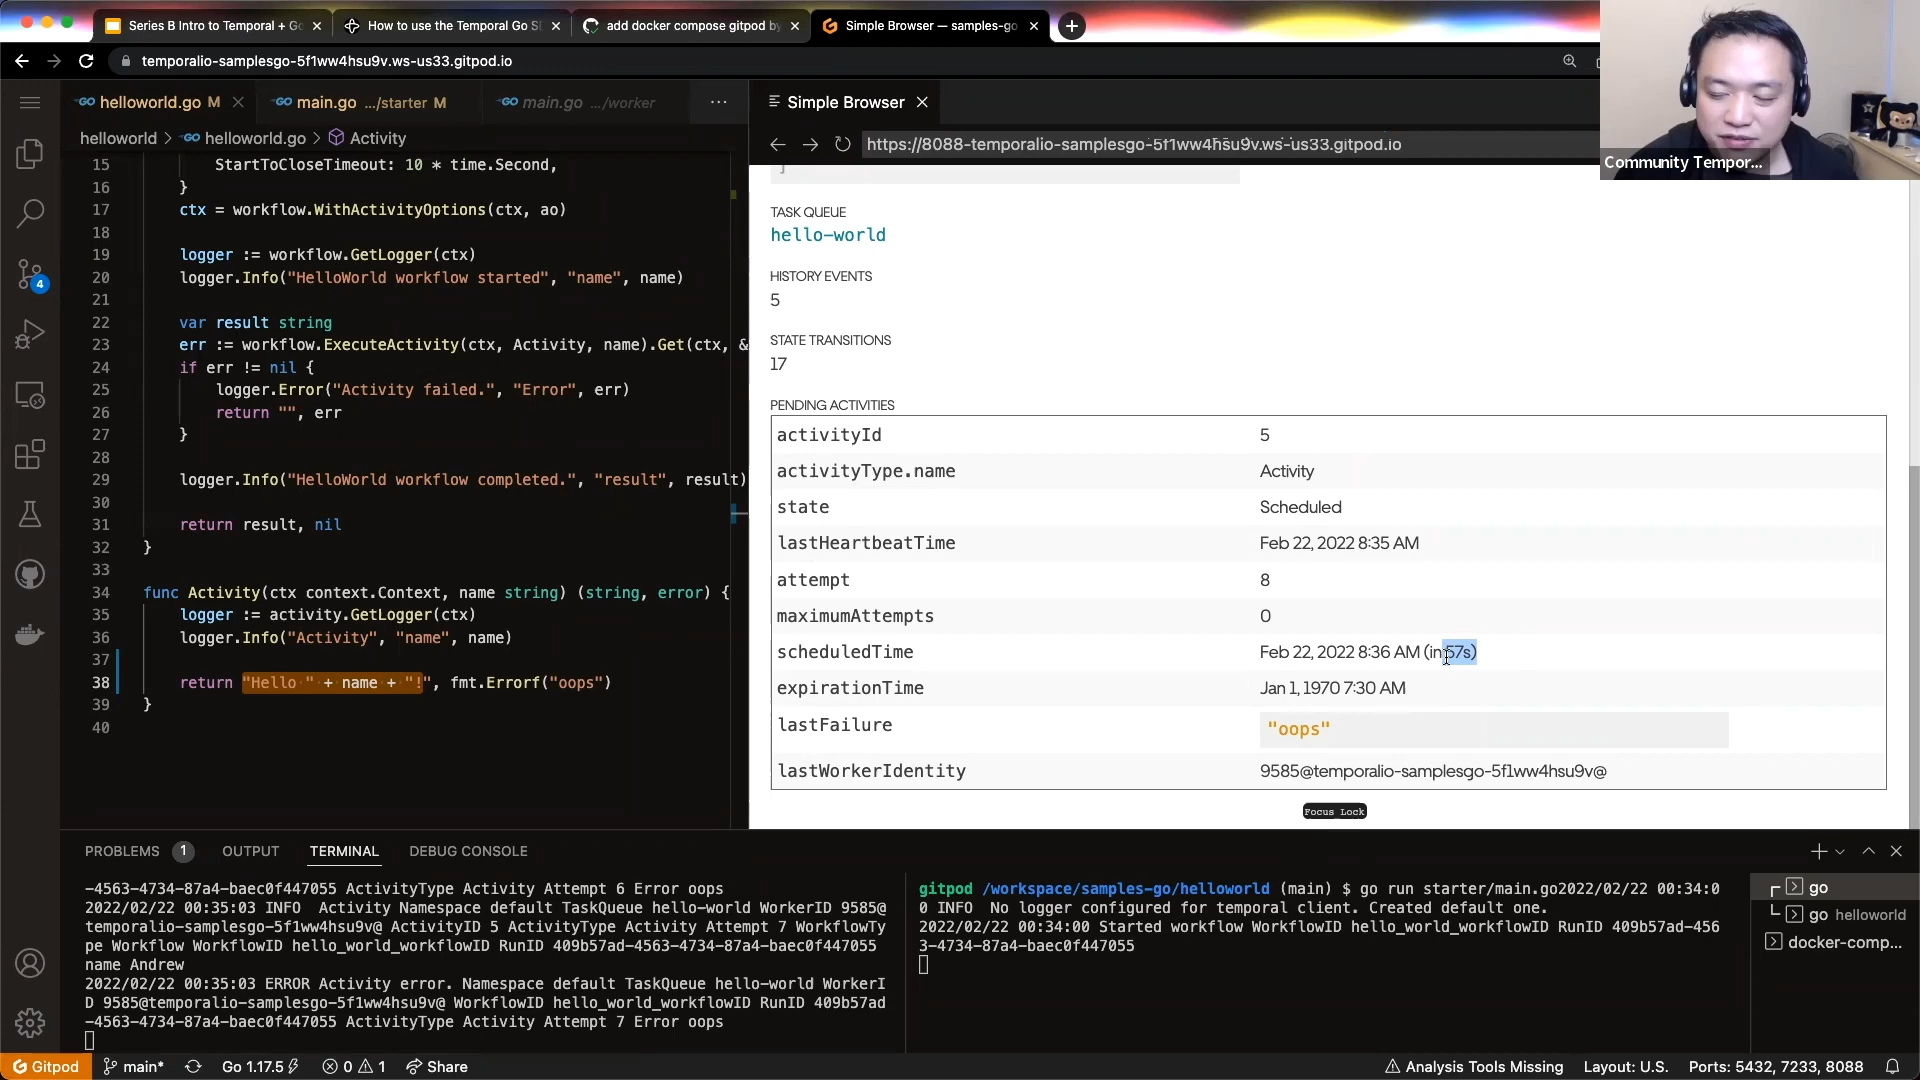 Series B Intro to Temporal + Go
How to use the Temporal Go S
add docker compose gitpod by
Simple Browser — samples-go
temporalio-samplesgo-5f1ww4hsu9v.ws-us33.gitpod.io
helloworld.go M
main.go .../starter M
main.go .../worker
Simple Browser
helloworld > helloworld.go > Activity
https://8088-temporalio-samplesgo-5f1ww4hsu9v.ws-us33.gitpod.io
Community Tempor...
15 StartToCloseTimeout: 10 * time.Second,
16 }
17 ctx = workflow.WithActivityOptions(ctx, ao)
18
19 logger := workflow.GetLogger(ctx)
20 logger.Info("HelloWorld workflow started", "name", name)
21
22 var result string
23 err := workflow.ExecuteActivity(ctx, Activity, name).Get(ctx, &
24 if err != nil {
25 logger.Error("Activity failed.", "Error", err)
26 return "", err
27 }
28
29 logger.Info("HelloWorld workflow completed.", "result", result)
30
31 return result, nil
32 }
33
34 func Activity(ctx context.Context, name string) (string, error) {
35 logger := activity.GetLogger(ctx)
36 logger.Info("Activity", "name", name)
37
38 return "Hello " + name + "!", fmt.Errorf("oops")
39 }
40
]
TASK QUEUE
hello-world
HISTORY EVENTS
5
STATE TRANSITIONS
17
PENDING ACTIVITIES
activityId 5
activityType.name Activity
state Scheduled
lastHeartbeatTime Feb 22, 2022 8:35 AM
attempt 8
maximumAttempts 0
scheduledTime Feb 22, 2022 8:36 AM (in 57s)
expirationTime Jan 1, 1970 7:30 AM
lastFailure "oops"
lastWorkerIdentity 9585@temporalio-samplesgo-5f1ww4hsu9v@
Focus Lock
PROBLEMS 1 OUTPUT TERMINAL DEBUG CONSOLE
-4563-4734-87a4-baec0f447055 ActivityType Activity Attempt 6 Error oops
2022/02/22 00:35:03 INFO  Activity Namespace default TaskQueue hello-world WorkerID 9585@
temporalio-samplesgo-5f1ww4hsu9v@ ActivityID 5 ActivityType Activity Attempt 7 WorkflowTy
pe Workflow WorkflowID hello_world_workflowID RunID 409b57ad-4563-4734-87a4-baec0f447055
name Andrew
2022/02/22 00:35:03 ERROR Activity error. Namespace default TaskQueue hello-world WorkerI
D 9585@temporalio-samplesgo-5f1ww4hsu9v@ WorkflowID hello_world_workflowID RunID 409b57ad
-4563-4734-87a4-baec0f447055 ActivityType Activity Attempt 7 Error oops
gitpod /workspace/samples-go/helloworld (main) $ go run starter/main.go2022/02/22 00:34:0
0 INFO  No logger configured for temporal client. Created default one.
2022/02/22 00:34:00 Started workflow WorkflowID hello_world_workflowID RunID 409b57ad-456
3-4734-87a4-baec0f447055
go
go helloworld
docker-comp...
4
Gitpod main* Go 1.17.5 0 1 Share
Analysis Tools Missing Layout: U.S. Ports: 5432, 7233, 8088